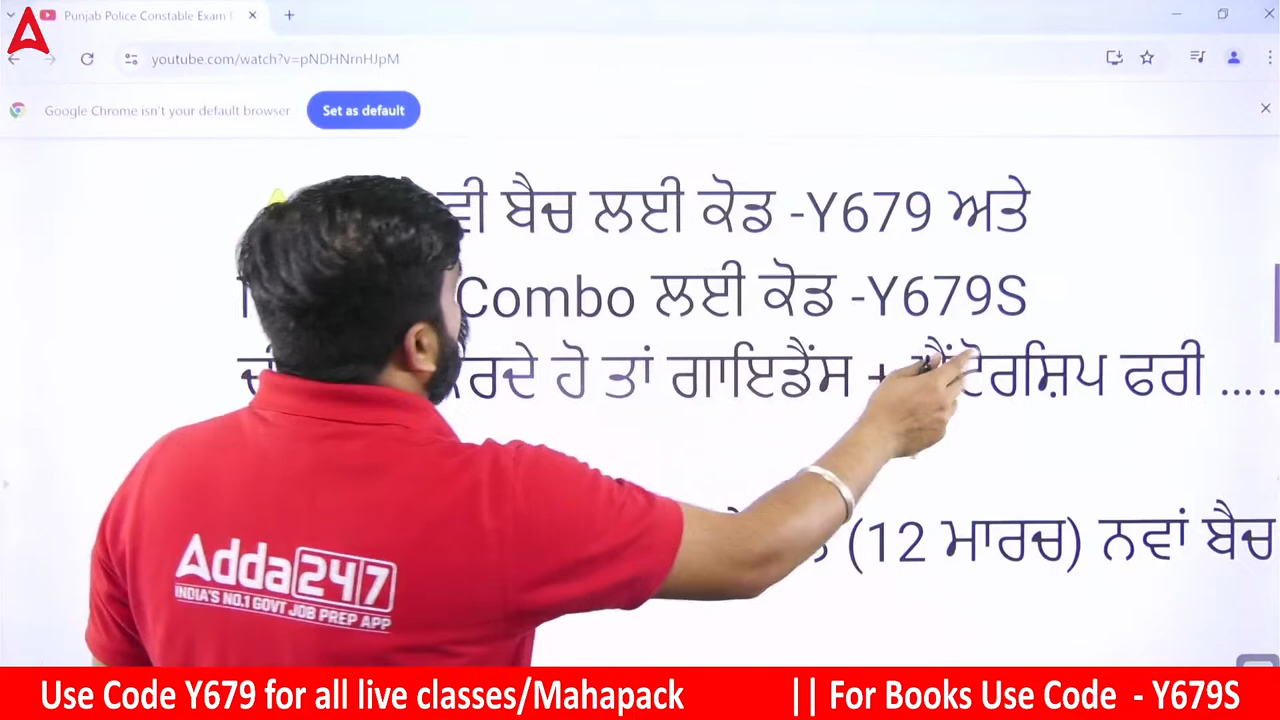 Punjab Police Constable Exam
youtube.com/watch?v=pNDHNrnHJpM
Google Chrome isn't your default browser
Set as default
ਬੈਚ ਲਈ ਕੋਡ -Y679 ਅਤੇ
Combo ਲਈ ਕੋਡ -Y679S
ਹੋ ਤਾਂ ਗਾਇਡੈਂਸ + ਫਰੀ .....
(12 ਮਾਰਚ) ਨਵਾਂ ਬੈਚ
Adda 247
INDIA'S NO.1 GOVT JOB PREP APP
Use Code Y679 for all live classes/Mahapack || For Books Use Code - Y679S